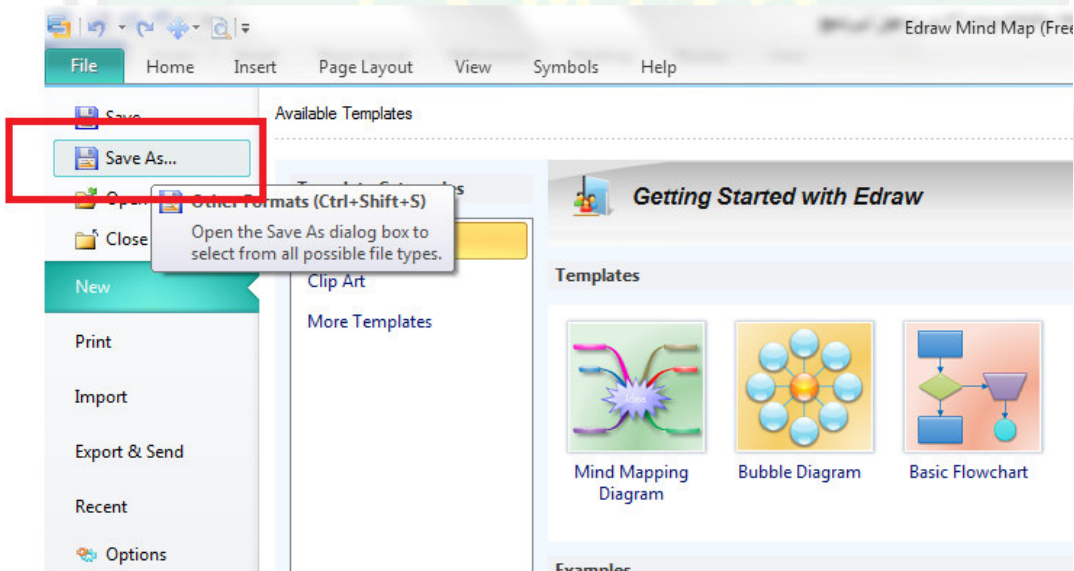 Edraw Mind Map (Free
File Home Insert Page Layout View Symbols Help
Save
Save As...
Open
Close
New
Print
Import
Export & Send
Recent
Options
Other Formats (Ctrl+Shift+S)
Open the Save As dialog box to
select from all possible file types.
Available Templates
Clip Art
More Templates
Getting Started with Edraw
Templates
Idea
Mind Mapping
Diagram
Bubble Diagram
Basic Flowchart
Examples